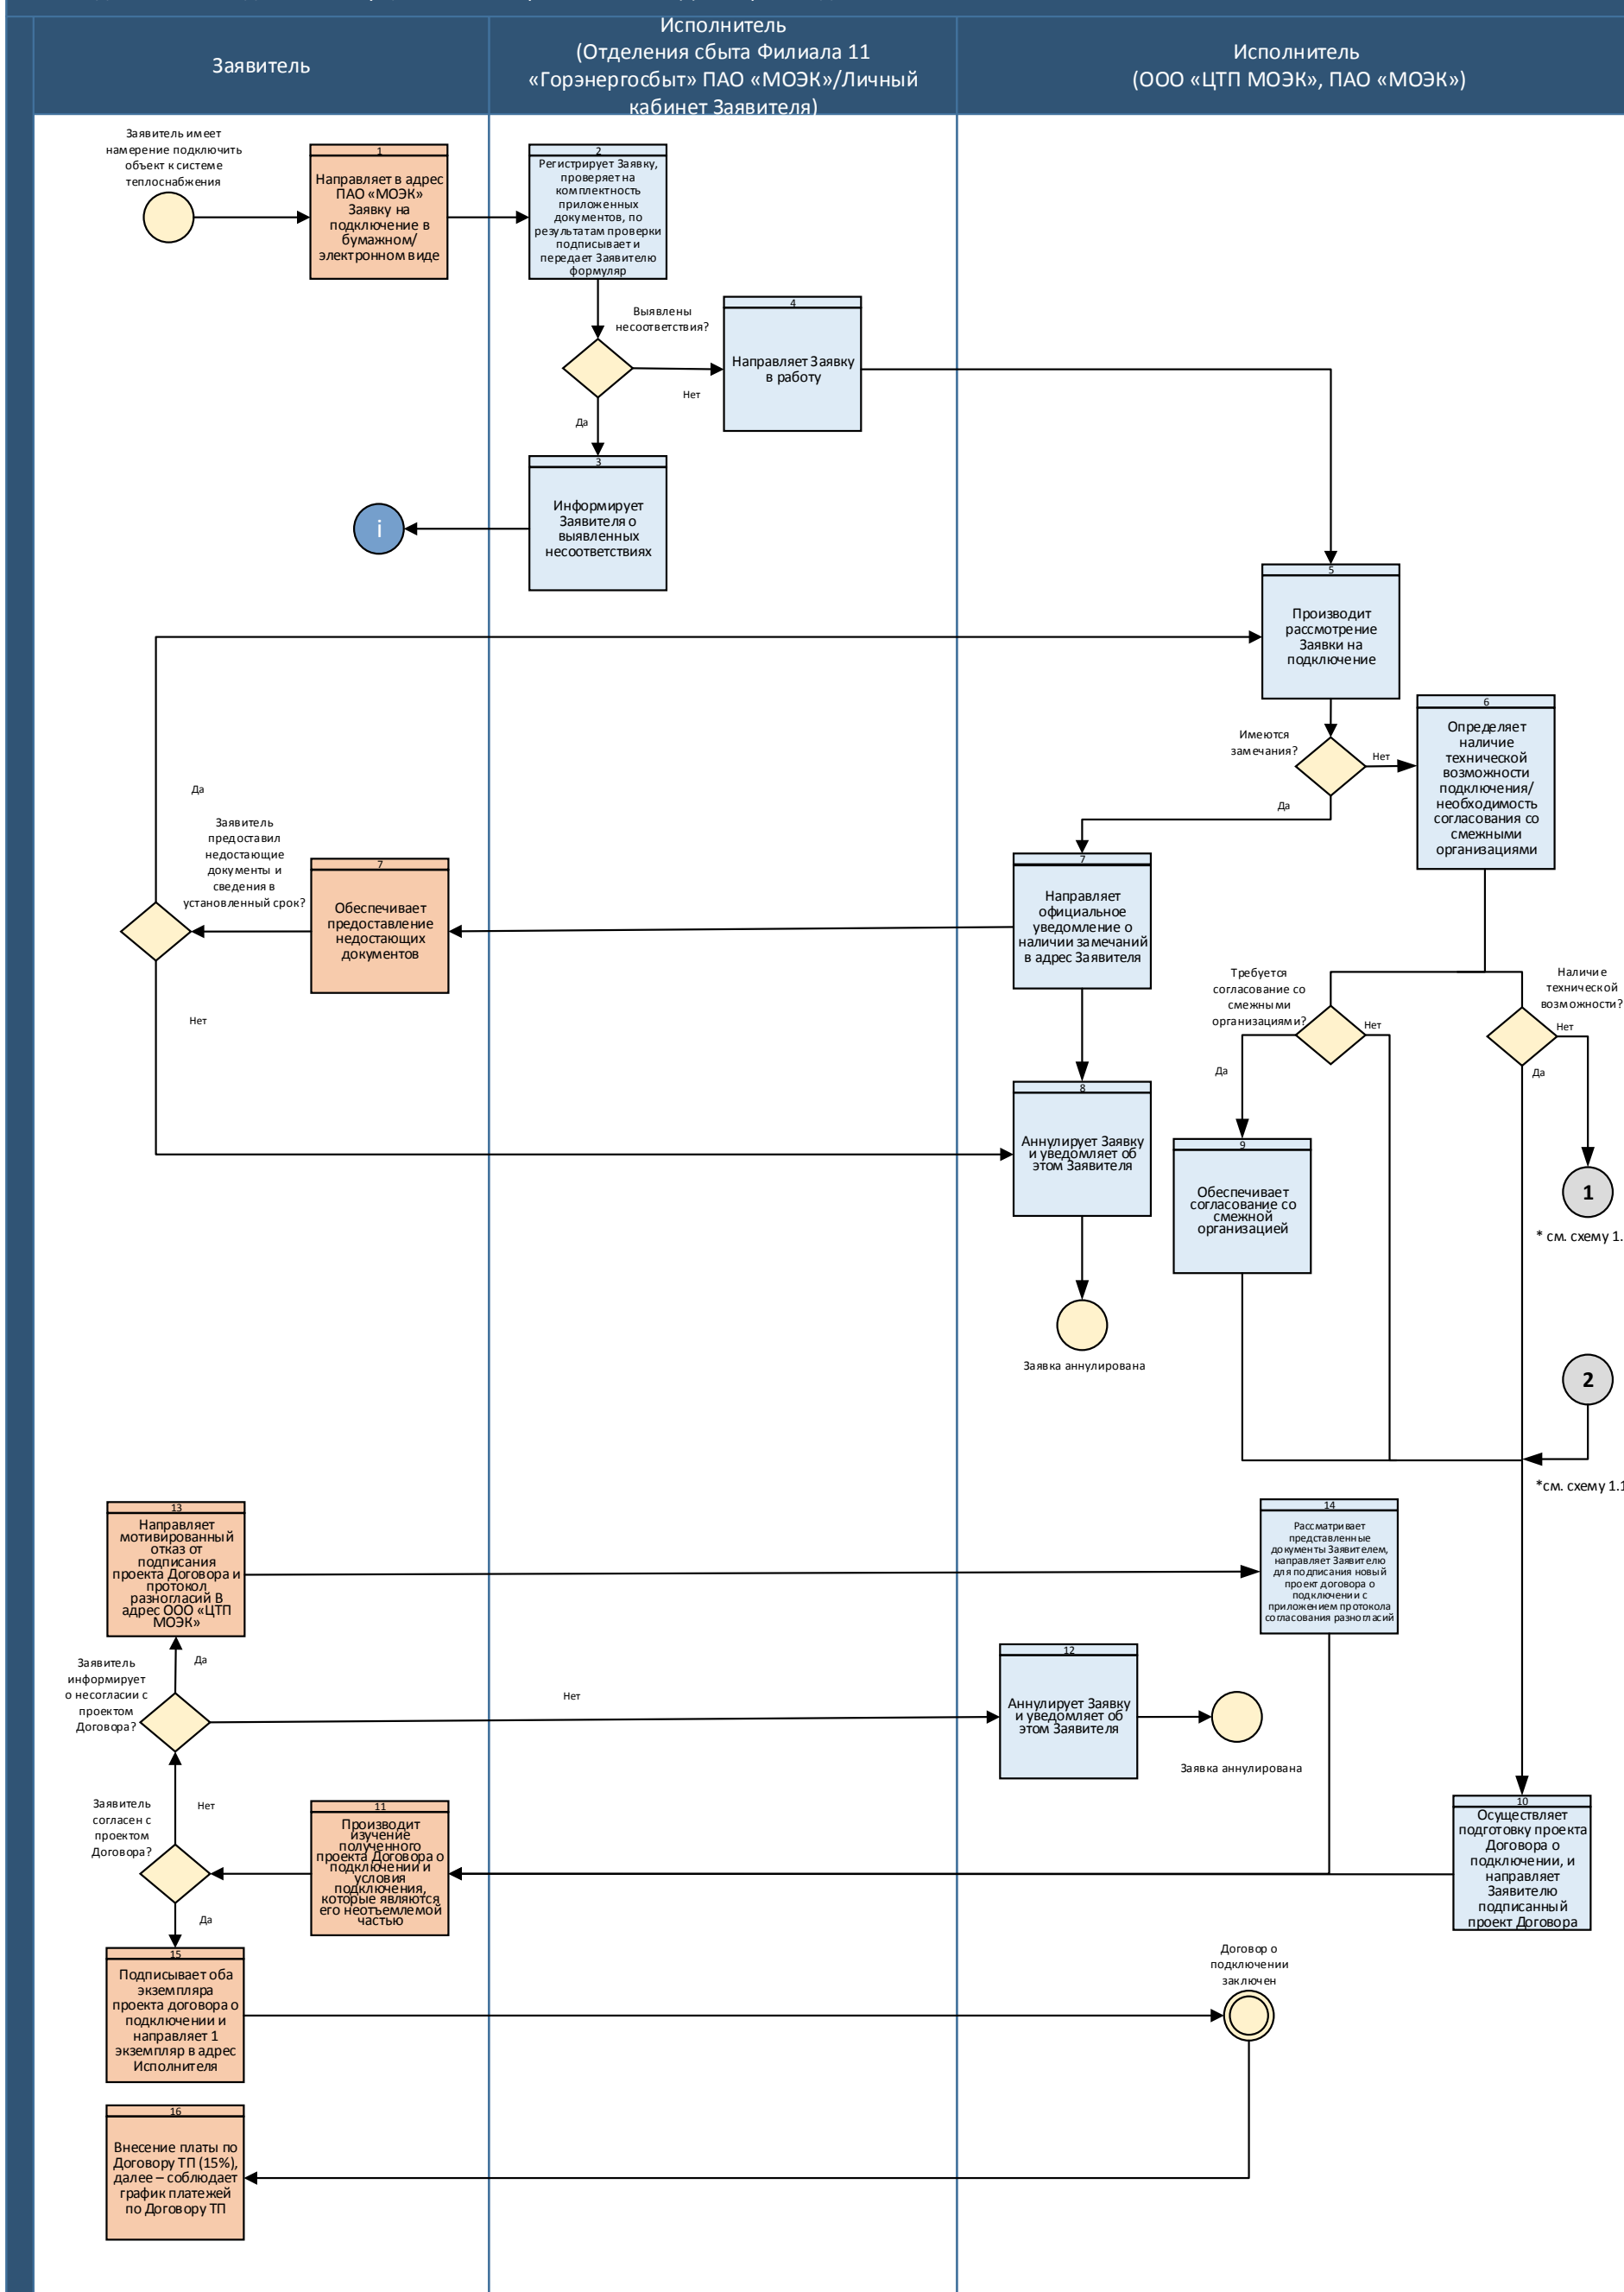 Заявитель
Исполнитель
(Отделения сбыта Филиала 11
«Горэнергосбыт» ПАО «МОЭК»/Личный
кабинет Заявителя)
Исполнитель
(ООО «ЦТП МОЭК», ПАО «МОЭК»)
Заявитель имеет
намерение подключить
объект к системе
теплоснабжения
1
Направляет в адрес
ПАО «МОЭК»
Заявку на
подключение в
бумажном/
электронном виде
2
Регистрирует Заявку,
проверяет на
комплектность
приложенных
документов, по
результатам проверки
подписывает и
передает Заявителю
формуляр
Выявлены
несоответствия?
Нет
Да
4
Направляет Заявку
в работу
3
Информирует
Заявителя о
выявленных
несоответствиях
i
5
Производит
рассмотрение
Заявки на
подключение
Имеются
замечания?
Нет
Да
6
Определяет
наличие
технической
возможности
подключения/
необходимость
согласования со
смежными
организациями
Да
Заявитель
предоставил
недостающие
документы и
сведения в
установленный срок?
Нет
7
Обеспечивает
предоставление
недостающих
документов
7
Направляет
официальное
уведомление о
наличии замечаний
в адрес Заявителя
Требуется
согласование со
смежными
организациями?
Нет
Да
Наличие
технической
возможности?
Нет
Да
8
Аннулирует Заявку
и уведомляет об
этом Заявителя
9
Обеспечивает
согласование со
смежной
организацией
1
* см. схему 1.
Заявка аннулирована
2
*см. схему 1.1
13
Направляет
мотивированный
отказ от
подписания
проекта Договора и
протокол
разногласий В
адрес ООО «ЦТП
МОЭК»
14
Рассматривает
представленные
документы Заявителем,
направляет Заявителю
для подписания новый
проект договора о
подключении с
приложением протокола
согласования разногласий
Заявитель
информирует
о несогласии с
проектом
Договора?
Да
Нет
12
Аннулирует Заявку
и уведомляет об
этом Заявителя
Заявка аннулирована
Заявитель
согласен с
проектом
Договора?
Нет
Да
11
Производит
изучение
полученного
проекта Договора о
подключении и
условия
подключения,
которые являются
его неотъемлемой
частью
10
Осуществляет
подготовку проекта
Договора о
подключении, и
направляет
Заявителю
подписанный
проект Договора
15
Подписывает оба
экземпляра
проекта договора о
подключении и
направляет 1
экземпляр в адрес
Исполнителя
Договор о
подключении
заключен
16
Внесение платы по
Договору ТП (15%),
далее – соблюдает
график платежей
по Договору ТП